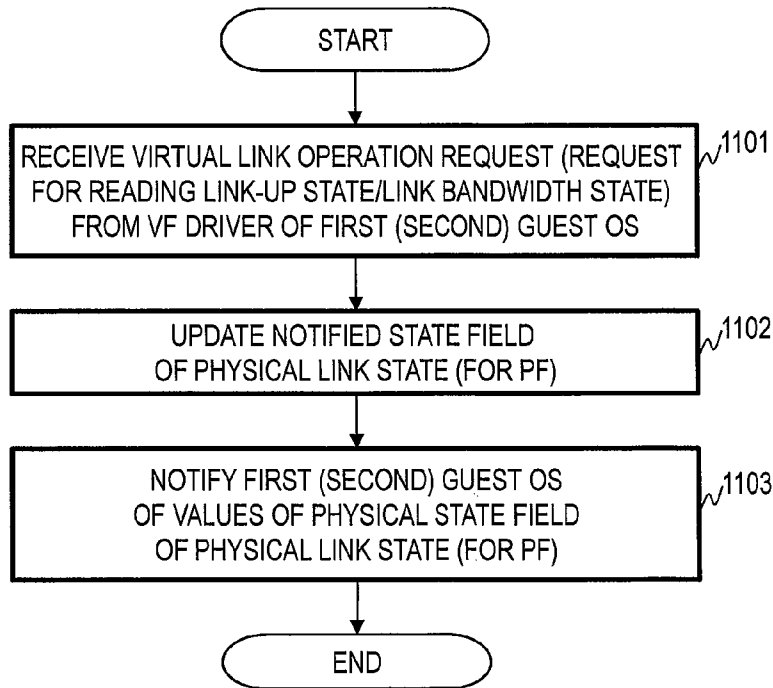 START
RECEIVE VIRTUAL LINK OPERATION REQUEST (REQUEST
FOR READING LINK-UP STATE/LINK BANDWIDTH STATE)
FROM VF DRIVER OF FIRST (SECOND) GUEST OS
1101
UPDATE NOTIFIED STATE FIELD
OF PHYSICAL LINK STATE (FOR PF)
1102
NOTIFY FIRST (SECOND) GUEST OS
OF VALUES OF PHYSICAL STATE FIELD
OF PHYSICAL LINK STATE (FOR PF)
1103
END